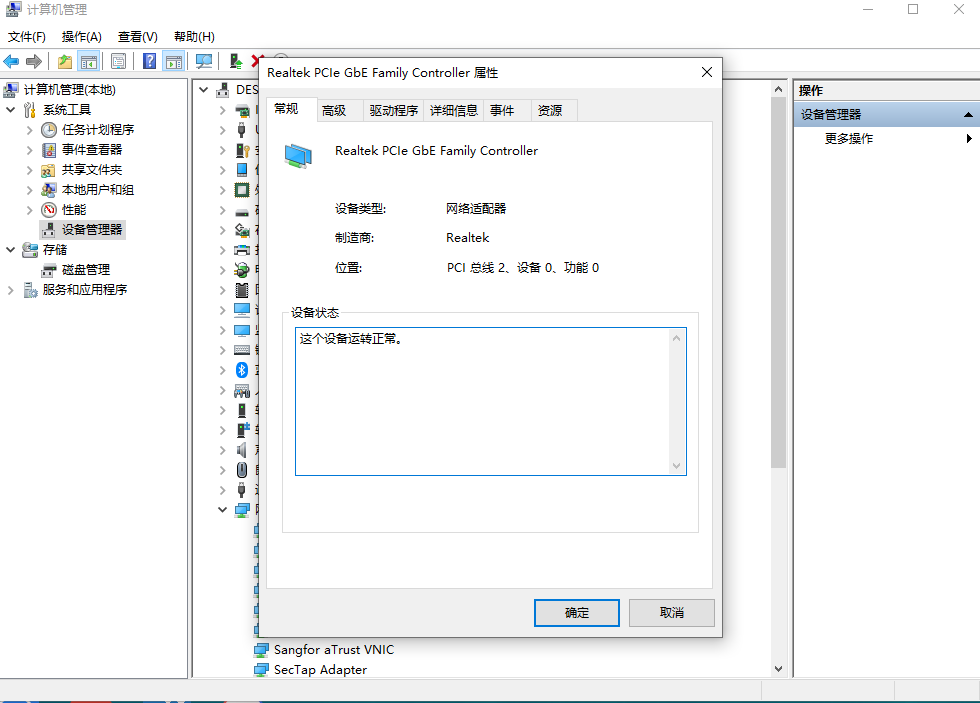 计算机管理
文件(F) 操作(A) 查看(V) 帮助(H)
计算机管理(本地)
系统工具
任务计划程序
事件查看器
共享文件夹
本地用户和组
性能
设备管理器
存储
磁盘管理
服务和应用程序
DES
Realtek PCIe GbE Family Controller 属性
常规 高级 驱动程序 详细信息 事件 资源
Realtek PCIe GbE Family Controller
设备类型: 网络适配器
制造商: Realtek
位置: PCI 总线 2、设备 0、功能 0
设备状态
这个设备运转正常。
确定 取消
Sangfor aTrust VNIC
SecTap Adapter
操作
设备管理器
更多操作